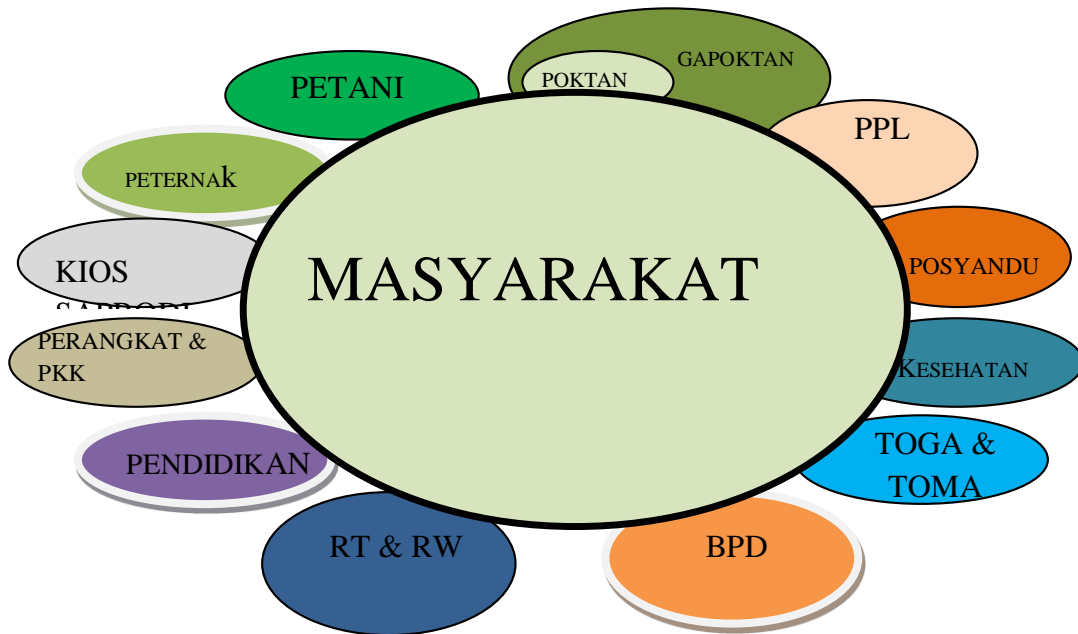 GAPOKTAN
POKTAN
PETANI
PPL
PETERNAk
MASYARAKAT
KIOS
POSYANDU
PERANGKAT &
PKK
KESEHATAN
PENDIDIKAN
TOGA &
TOMA
RT & RW
BPD